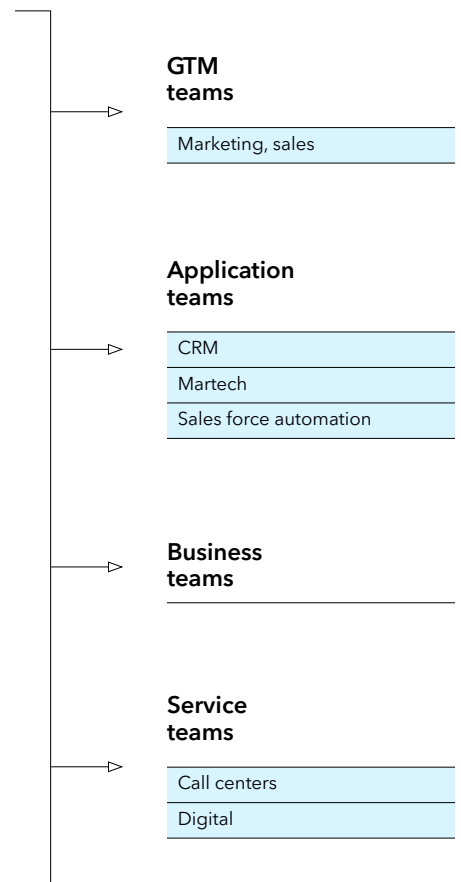 GTM
teams
Marketing, sales
Application
teams
CRM
Martech
Sales force automation
Business
teams
Service
teams
Call centers
Digital